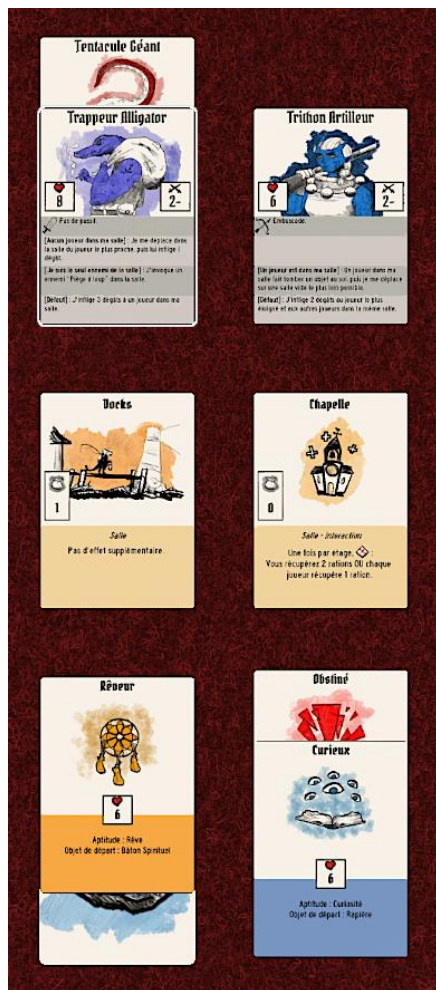 Tentacule Géant
Trappeur Alligator
8
2-
Pas de passif.
[Aucun joueur dans ma salle] : Je me déplace
dans la salle du joueur le plus proche, puis lui inflige 1
dégât.
[Je suis le seul ennemi de la salle] : J'invoque un
ennemi "Piège à loup" dans la salle.
[Défaut] : J'inflige 3 dégâts à un joueur dans ma
salle.
Trithon Artilleur
6
2-
Embuscade.
[Un joueur est dans ma salle] : Un joueur dans ma
salle fait tomber un objet au sol, puis je me déplace
sur une salle vide le plus loin possible.
[Défaut] : J'inflige 2 dégâts au joueur le plus
éloigné et aux autres joueurs dans la même salle.
Docks
1
Salle
Pas d'effet supplémentaire.
Chapelle
0
Salle - interaction
Une fois par étage, :
Vous récupérez 2 rations OU chaque
joueur récupère 1 ration.
Rêveur
6
Aptitude : Rêve
Objet de départ : Bâton Spirituel
Obstiné
Curieux
6
Aptitude : Curiosité
Objet de départ : Rapière